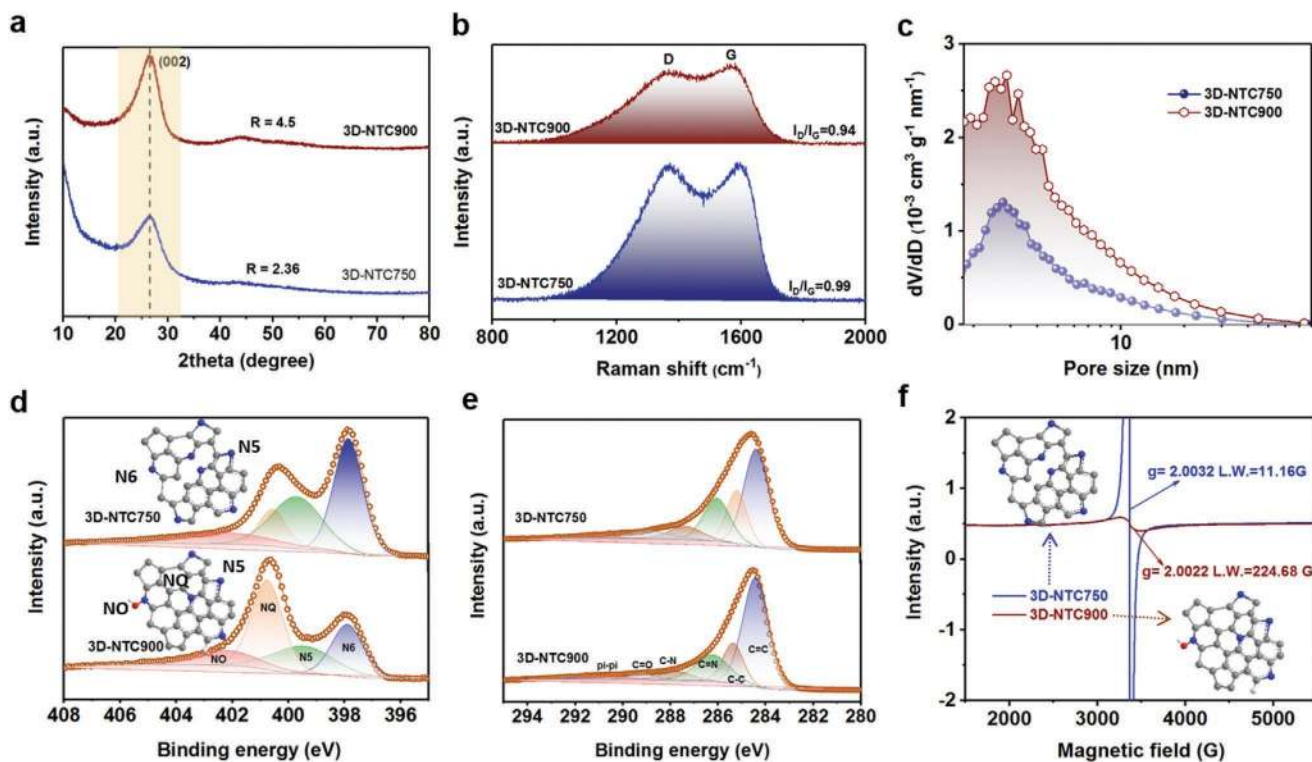 a
Intensity (a.u.)
(002)
R = 4.5
3D-NTC900
R = 2.36
3D-NTC750
10 20 30 40 50 60 70 80
2theta (degree)
b
Intensity (a.u.)
D G
3D-NTC900
I_D/I_G=0.94
3D-NTC750
I_D/I_G=0.99
800 1200 1600 2000
Raman shift (cm⁻¹)
c
dV/dD (10⁻³ cm³ g⁻¹ nm⁻¹)
3
2
1
0
3D-NTC750
3D-NTC900
10
Pore size (nm)
d
Intensity (a.u.)
N5
N6
3D-NTC750
N5
NQ
NO
3D-NTC900
NO
NQ
N5
N6
408 406 404 402 400 398 396
Binding energy (eV)
e
Intensity (a.u.)
3D-NTC750
3D-NTC900
pi-pi
C=O
C-N
C=N
C-C
C=C
294 292 290 288 286 284 282 280
Binding energy (eV)
f
Intensity (a.u.)
2
1
0
-1
-2
g= 2.0032 L.W.=11.16G
g= 2.0022 L.W.=224.68 G
3D-NTC750
3D-NTC900
2000 3000 4000 5000
Magnetic field (G)